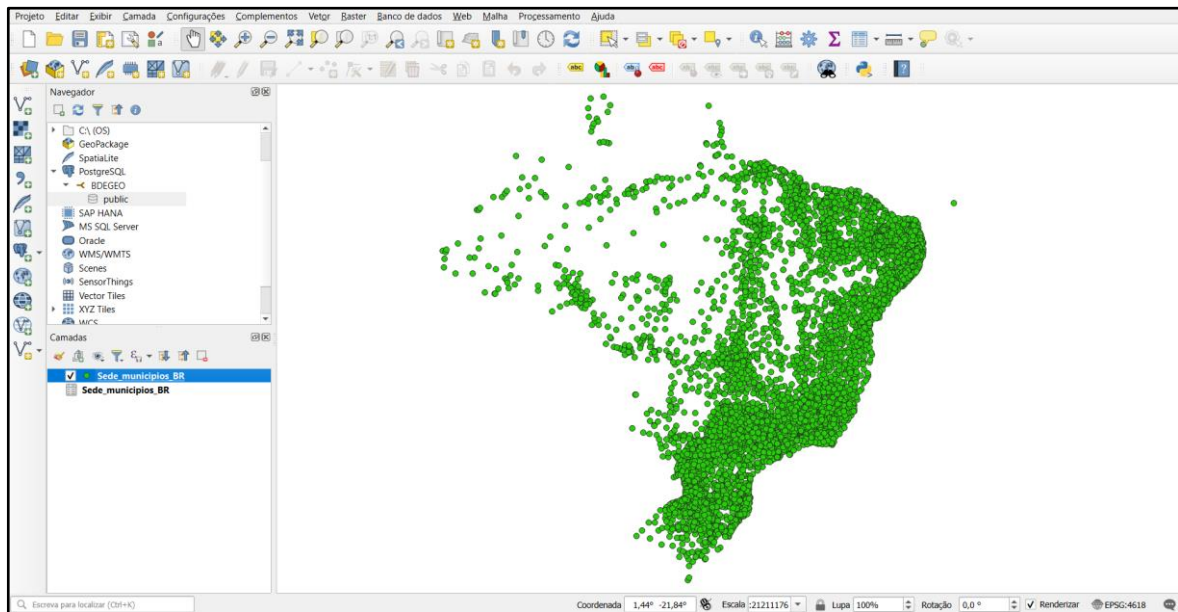 Projeto Editar Exibir Camada Configurações Complementos Vetor Raster Banco de dados Web Malha Processamento Ajuda
Navegador
C:\ (OS)
GeoPackage
SpatiaLite
PostgreSQL
BDEGEO
public
SAP HANA
MS SQL Server
Oracle
WMS/WMTS
Scenes
SensorThings
Vector Tiles
XYZ Tiles
WCS
Camadas
Sede_municipios_BR
Sede_municipios_BR
Escreva para localizar (Ctrl+K) Coordenada 1,44° -21,84° Escala :21211176 Lupa 100% Rotação 0,0 ° Renderizar EPSG:4618